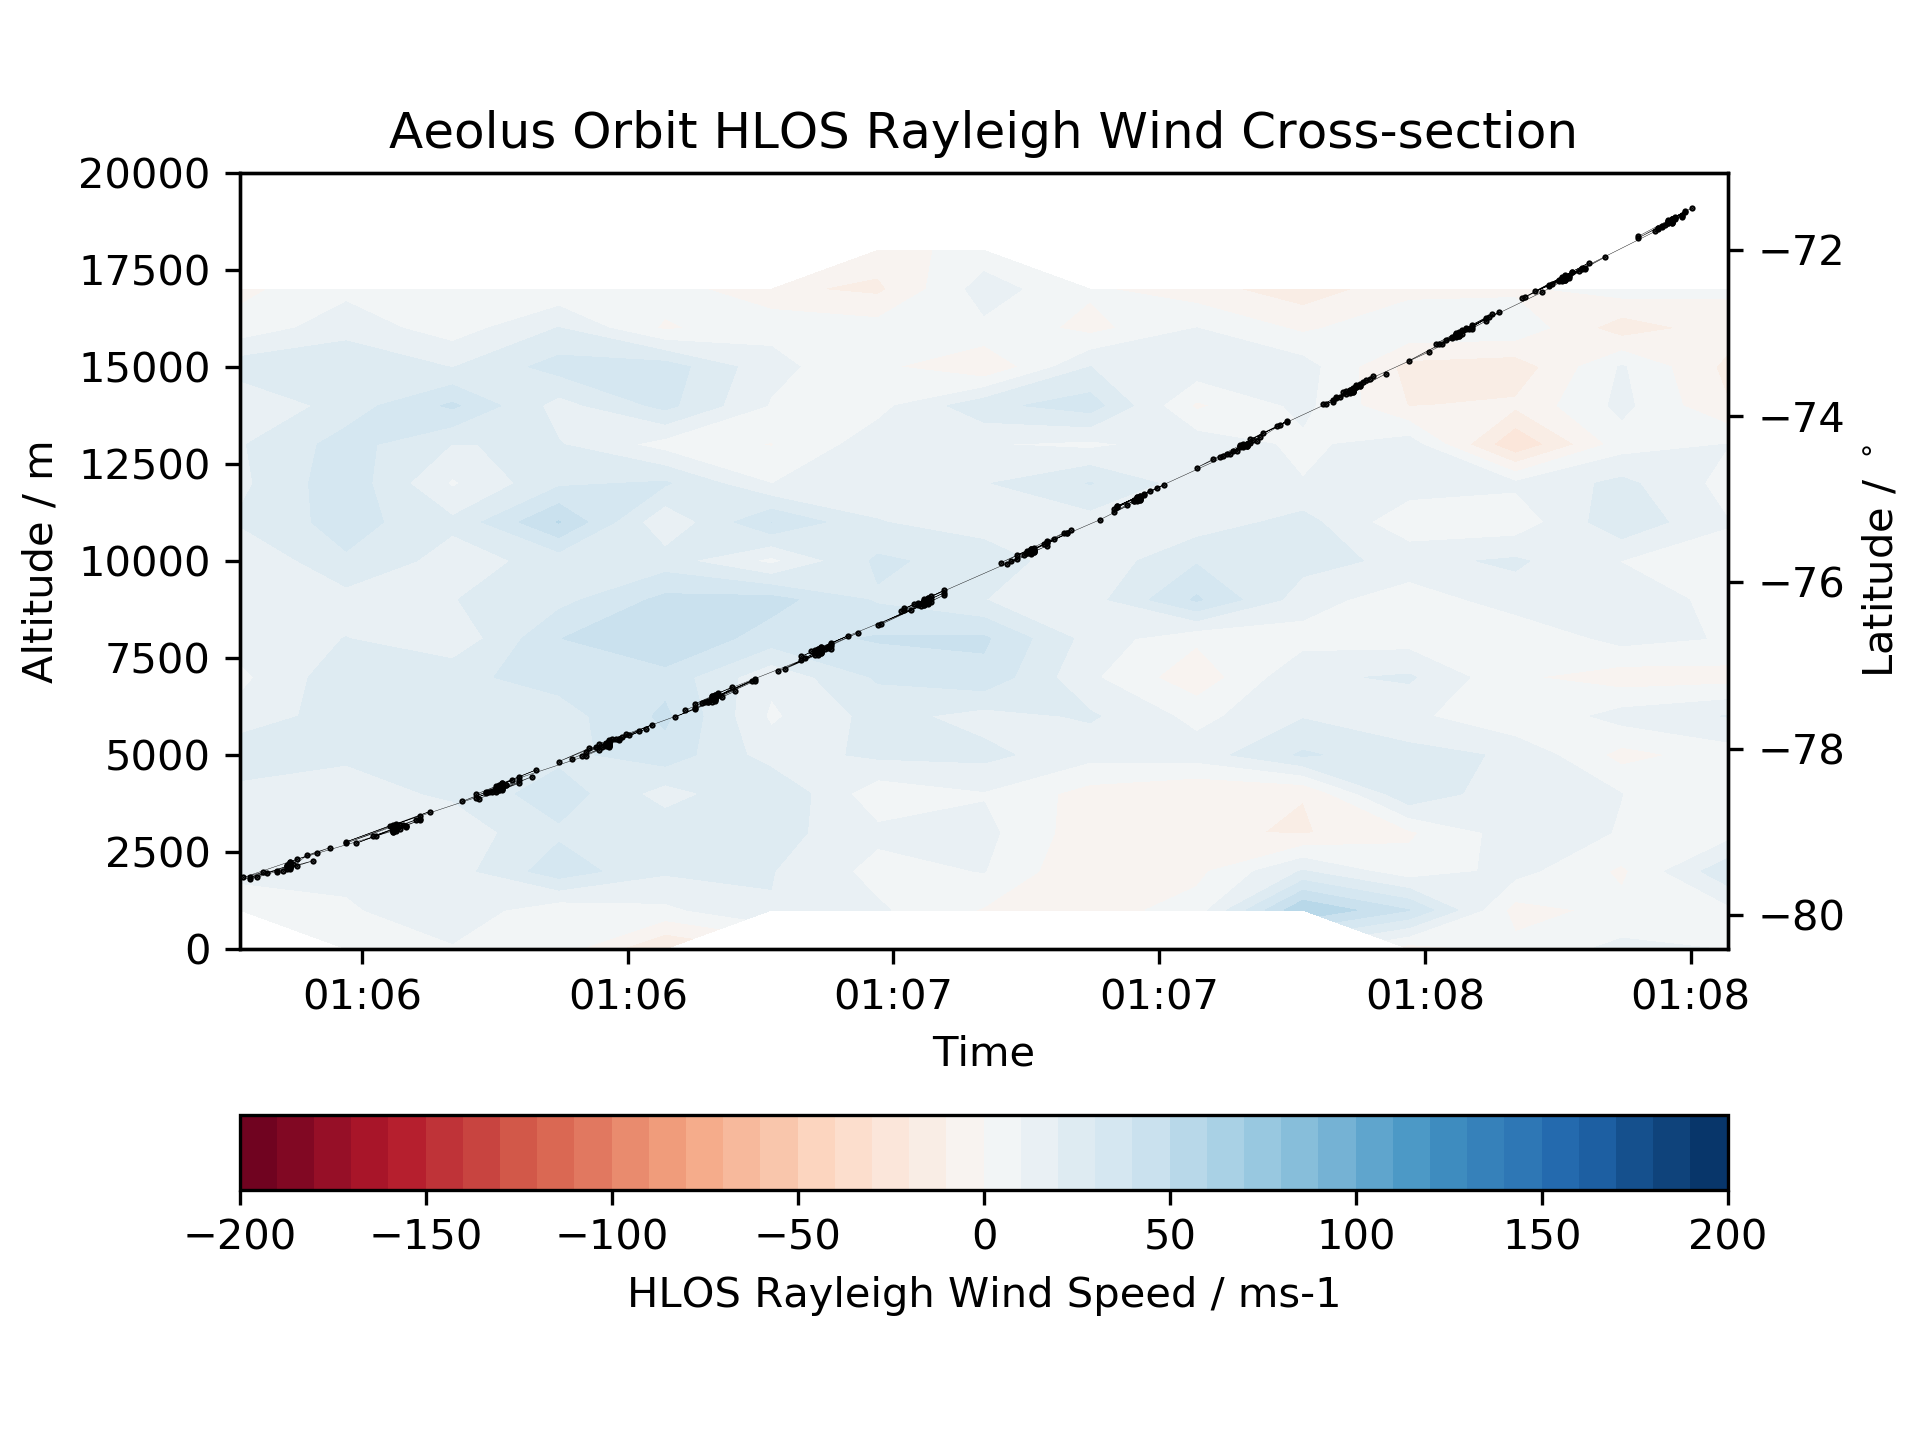 Aeolus Orbit HLOS Rayleigh Wind Cross-section
20000
17500
15000
12500
10000
7500
5000
2500
0
Altitude / m
−72
−74
−76
−78
−80
Latitude / °
01:06 01:06 01:07 01:07 01:08 01:08
Time
−200 −150 −100 −50 0 50 100 150 200
HLOS Rayleigh Wind Speed / ms-1